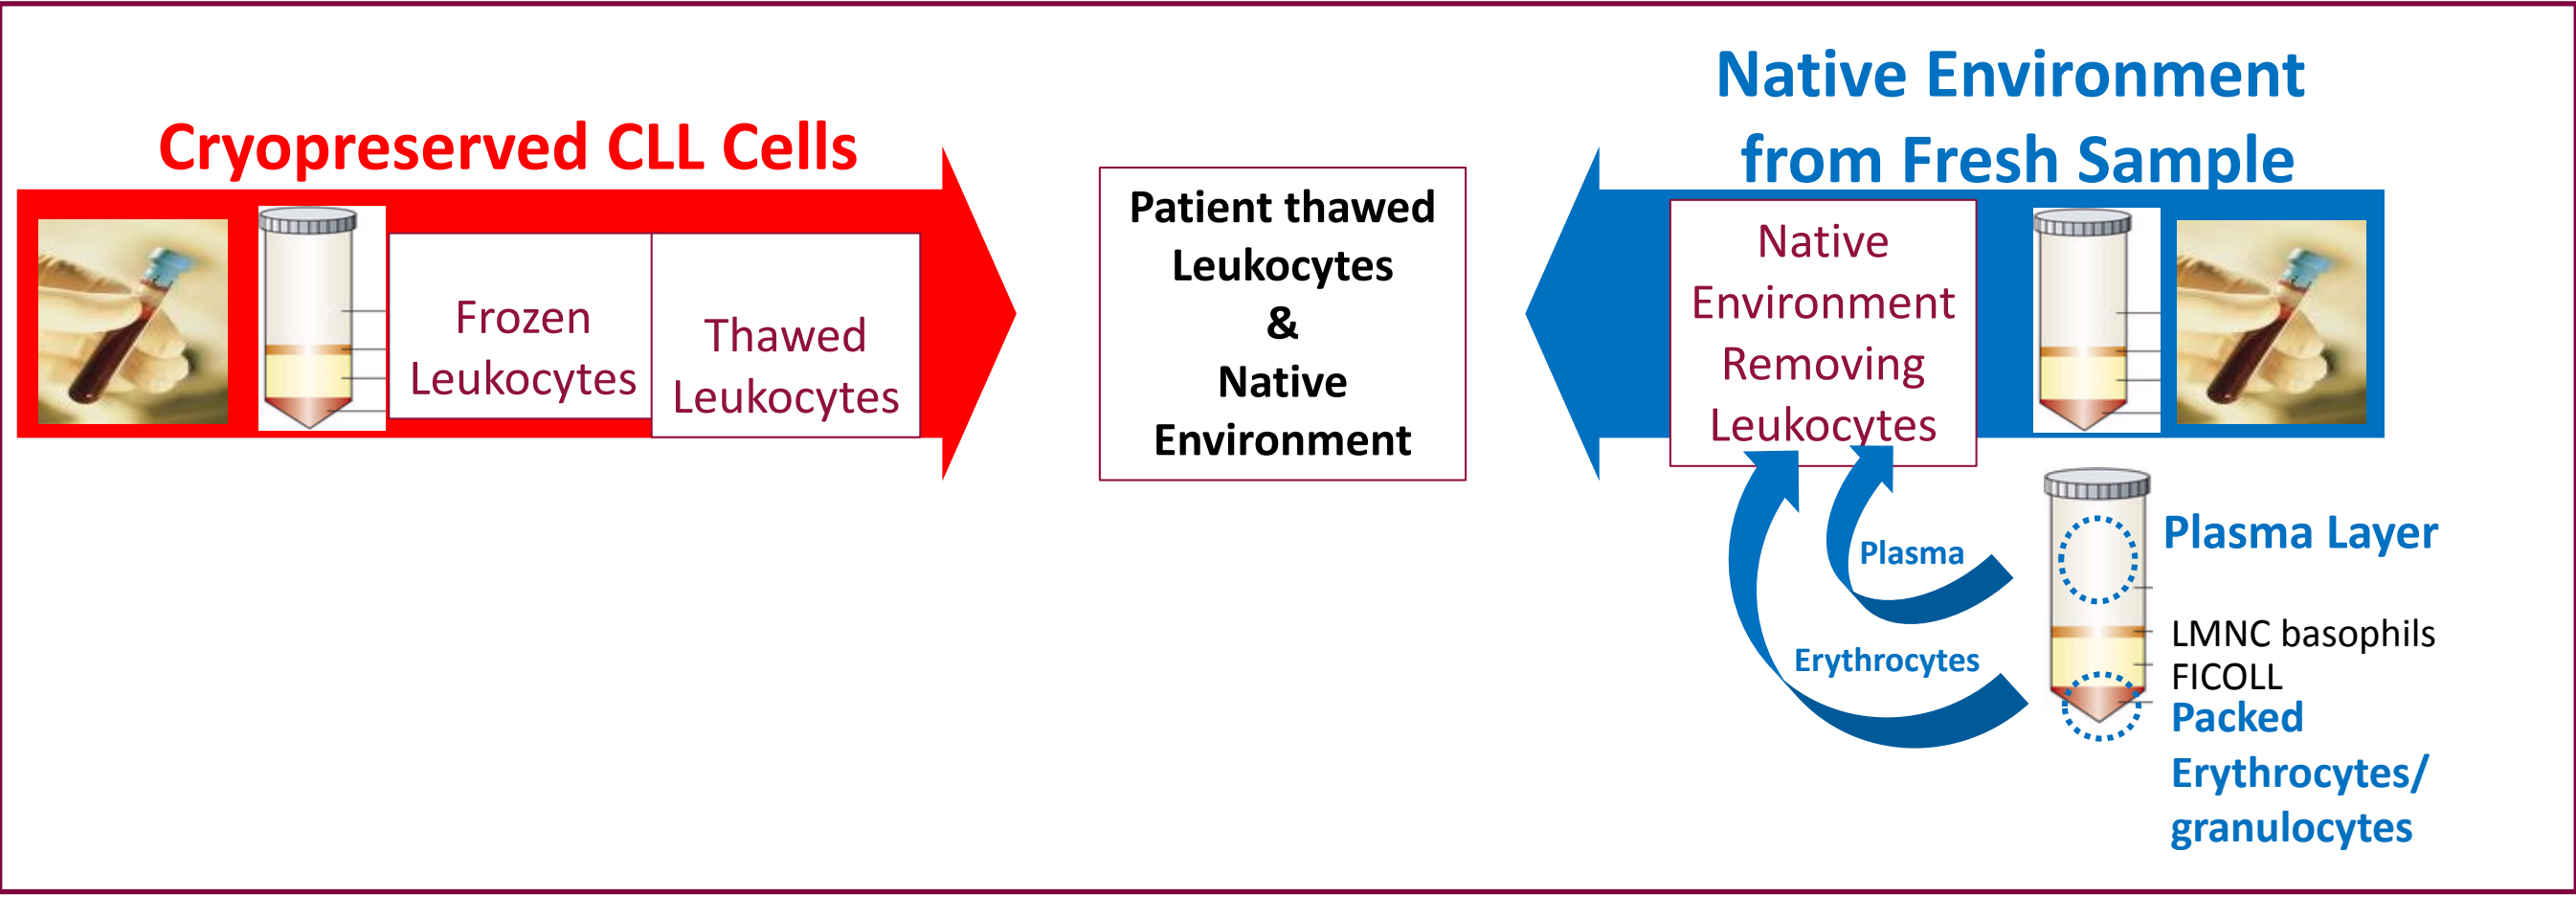 Cryopreserved CLL Cells
Frozen
Leukocytes
Thawed
Leukocytes
Patient thawed
Leukocytes
&
Native
Environment
Native Environment
from Fresh Sample
Native
Environment
Removing
Leukocytes
Plasma
Erythrocytes
Plasma Layer
LMNC basophils
FICOLL
Packed
Erythrocytes/
granulocytes